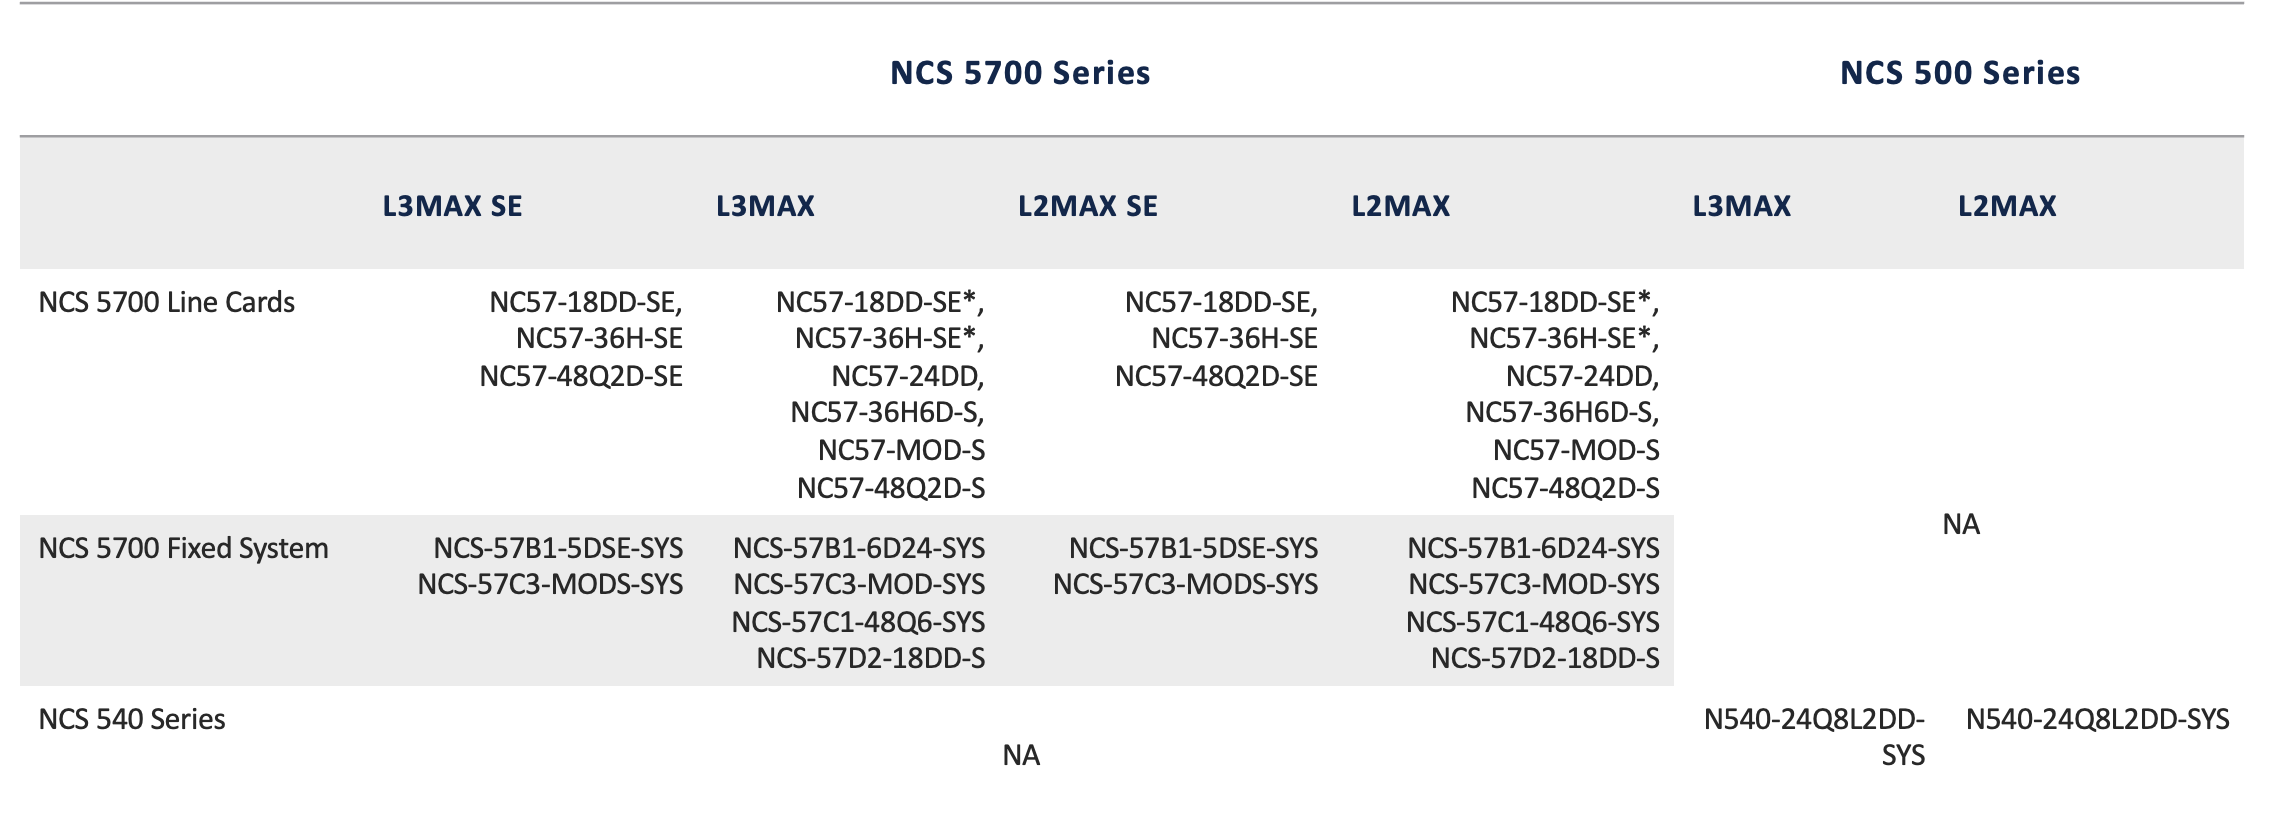 NCS 5700 Series
NCS 500 Series
L3MAX SE
L3MAX
L2MAX SE
L2MAX
L3MAX
L2MAX
NCS 5700 Line Cards
NC57-18DD-SE,
NC57-36H-SE
NC57-48Q2D-SE
NC57-18DD-SE*,
NC57-36H-SE*,
NC57-24DD,
NC57-36H6D-S,
NC57-MOD-S
NC57-48Q2D-S
NC57-18DD-SE,
NC57-36H-SE
NC57-48Q2D-SE
NC57-18DD-SE*,
NC57-36H-SE*,
NC57-24DD,
NC57-36H6D-S,
NC57-MOD-S
NC57-48Q2D-S
NA
NCS 5700 Fixed System
NCS-57B1-5DSE-SYS
NCS-57C3-MODS-SYS
NCS-57B1-6D24-SYS
NCS-57C3-MOD-SYS
NCS-57C1-48Q6-SYS
NCS-57D2-18DD-S
NCS-57B1-5DSE-SYS
NCS-57C3-MODS-SYS
NCS-57B1-6D24-SYS
NCS-57C3-MOD-SYS
NCS-57C1-48Q6-SYS
NCS-57D2-18DD-S
NCS 540 Series
NA
N540-24Q8L2DD-
SYS
N540-24Q8L2DD-SYS